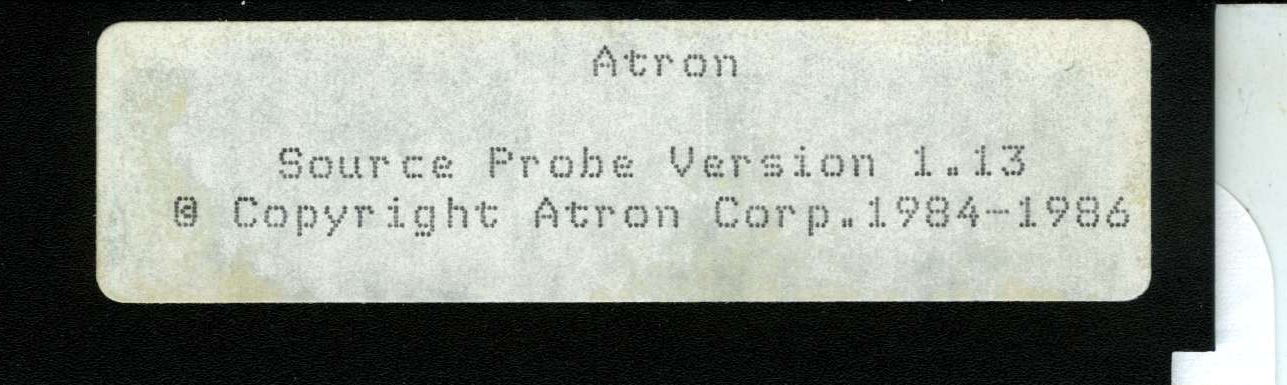 Atron
Source Probe Version 1.13
© Copyright Atron Corp.1984-1986